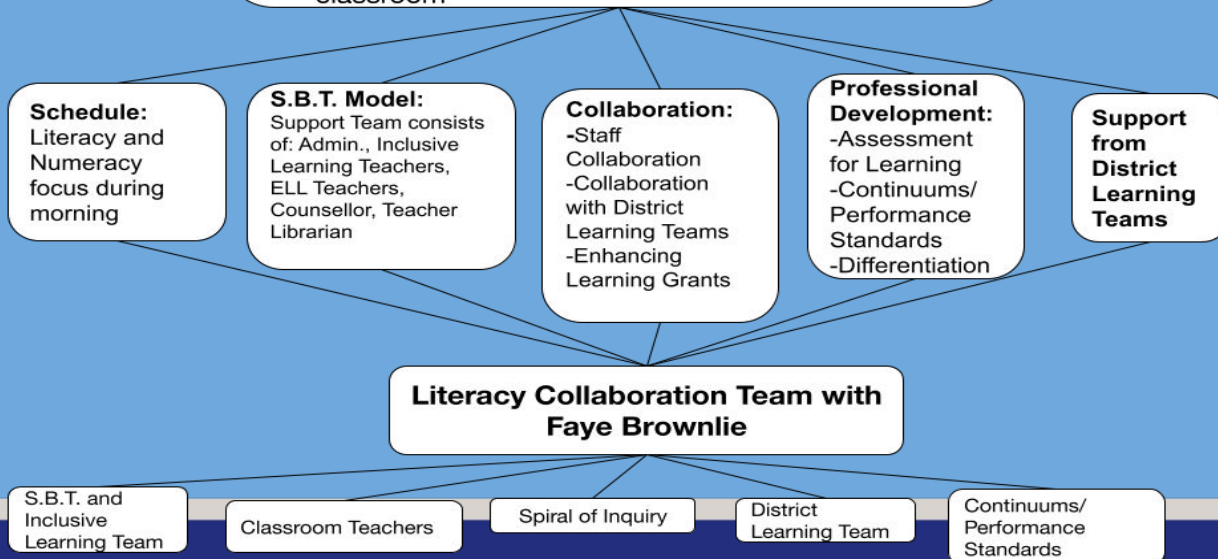 classroom
Schedule:
Literacy and
Numeracy
focus during
morning
S.B.T. Model:
Support Team consists
of: Admin., Inclusive
Learning Teachers,
ELL Teachers,
Counsellor, Teacher
Librarian
Collaboration:
-Staff
Collaboration
-Collaboration
with District
Learning Teams
-Enhancing
Learning Grants
Professional
Development:
-Assessment
for Learning
-Continuums/
Performance
Standards
-Differentiation
Support
from
District
Learning
Teams
Literacy Collaboration Team with
Faye Brownlie
S.B.T. and
Inclusive
Learning Team
Classroom Teachers
Spiral of Inquiry
District
Learning Team
Continuums/
Performance
Standards